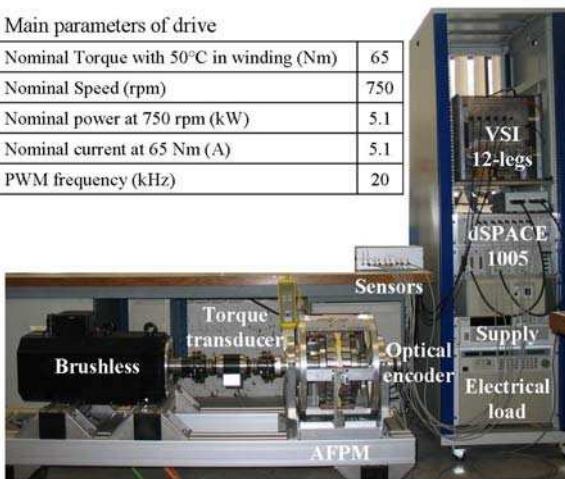 Main parameters of drive
Nominal Torque with 50°C in winding (Nm) 65
Nominal Speed (rpm) 750
Nominal power at 750 rpm (kW) 5.1
Nominal current at 65 Nm (A) 5.1
PWM frequency (kHz) 20
VSI
12-legs
dSPACE
1005
Sensors
Supply
Torque
transducer
Optical
encoder
Brushless
Electrical
load
AFPM